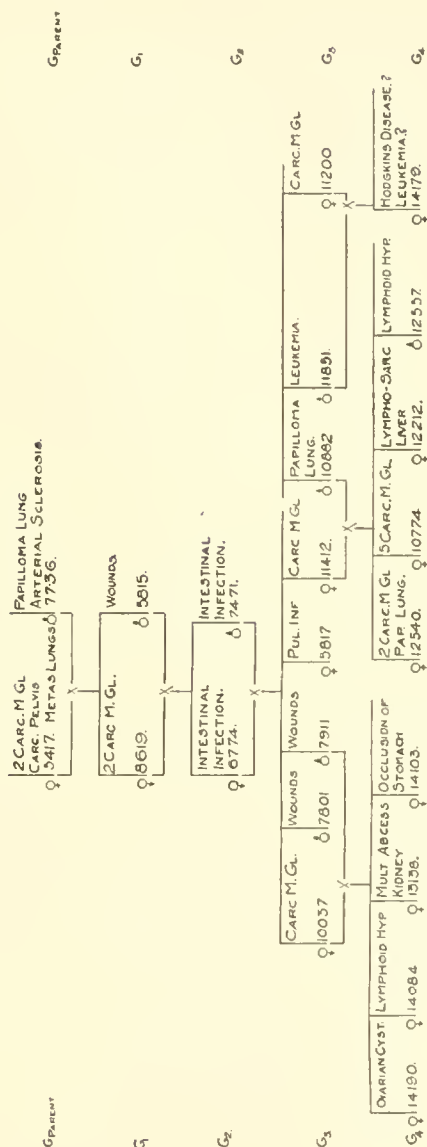 GPARENT
2 CARC. M GL
CARC. PELVIS
♀ 5417. METAS LUNGS
PAPILLOMA LUNG
ARTERIAL SCLEROSIS.
♂ 7736.
GPARENT
G1
2 CARC M. GL.
♀ 8619.
WOUNDS
♂ 5815.
G1
G2.
INTESTINAL
INFECTION.
♀ 6774.
INTESTINAL
INFECTION.
♂ 7471.
G2
G3.
CARC M. GL.
♀ 10037
WOUNDS
♂ 7801
WOUNDS
♂ 7911
PUL. INF
♀ 5817
CARC M GL
♀ 11412.
PAPILLOMA
LUNG.
♂ 10882
LEUKEMIA.
♂ 11891.
CARC. M GL
♀ 11200
G3
G4
OVARIAN CYST.
♀ 14190.
LYMPHOID HYP
♀ 14084
MULT ABCESS
KIDNEY
♀ 13138.
OCCLUSION OF
STOMACH
♀ 14103.
2 CARC. M GL
PAP. LUNG.
♀ 12540.
5 CARC. M. GL
♀ 10774
LYMPHO-SARC
LIVER
♀ 12212.
LYMPHOID HYP.
♂ 12337.
HODGKINS DISEASE.?
LEUKEMIA.?
♀ 14179.
G4